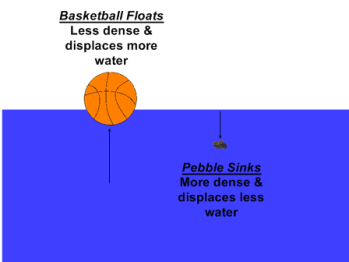 Basketball Floats
Less dense &
displaces more
water
Pebble Sinks
More dense &
displaces less
water